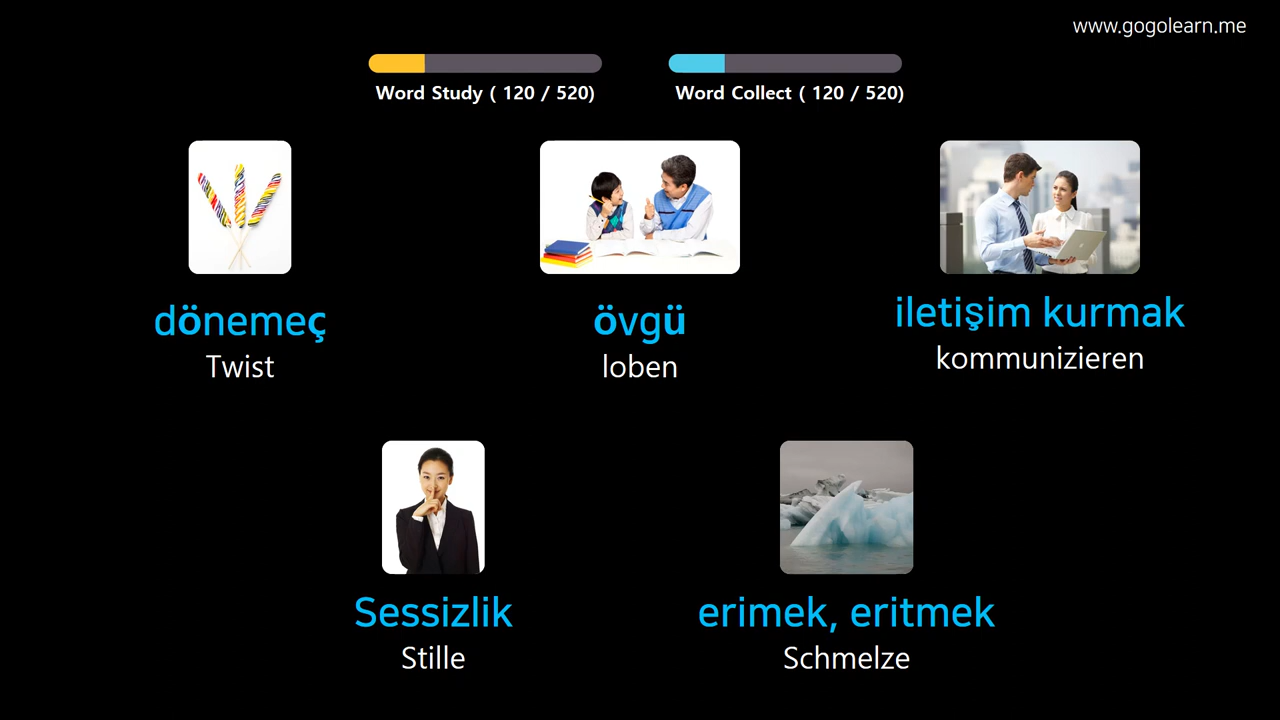 www.gogolearn.me
Word Study ( 120 / 520)
Word Collect ( 120 / 520)
dönemeç
Twist
övgü
loben
iletişim kurmak
kommunizieren
Sessizlik
Stille
erimek, eritmek
Schmelze